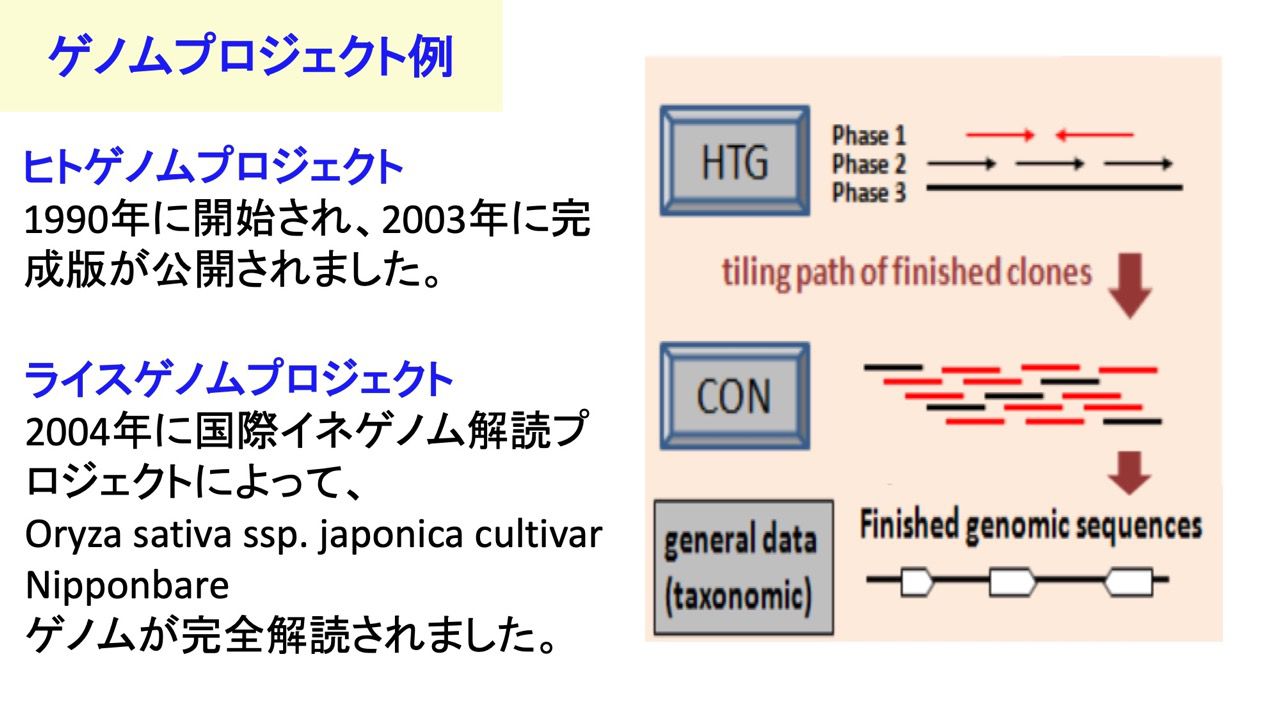 ゲノムプロジェクト例
ヒトゲノムプロジェクト
1990年に開始され、2003年に完
成版が公開されました。
ライスゲノムプロジェクト
2004年に国際イネゲノム解読プ
ロジェクトによって、
Oryza sativa ssp. japonica cultivar
Nipponbare
ゲノムが完全解読されました。
HTG
Phase 1
Phase 2
Phase 3
tiling path of finished clones
CON
general data
(taxonomic)
Finished genomic sequences